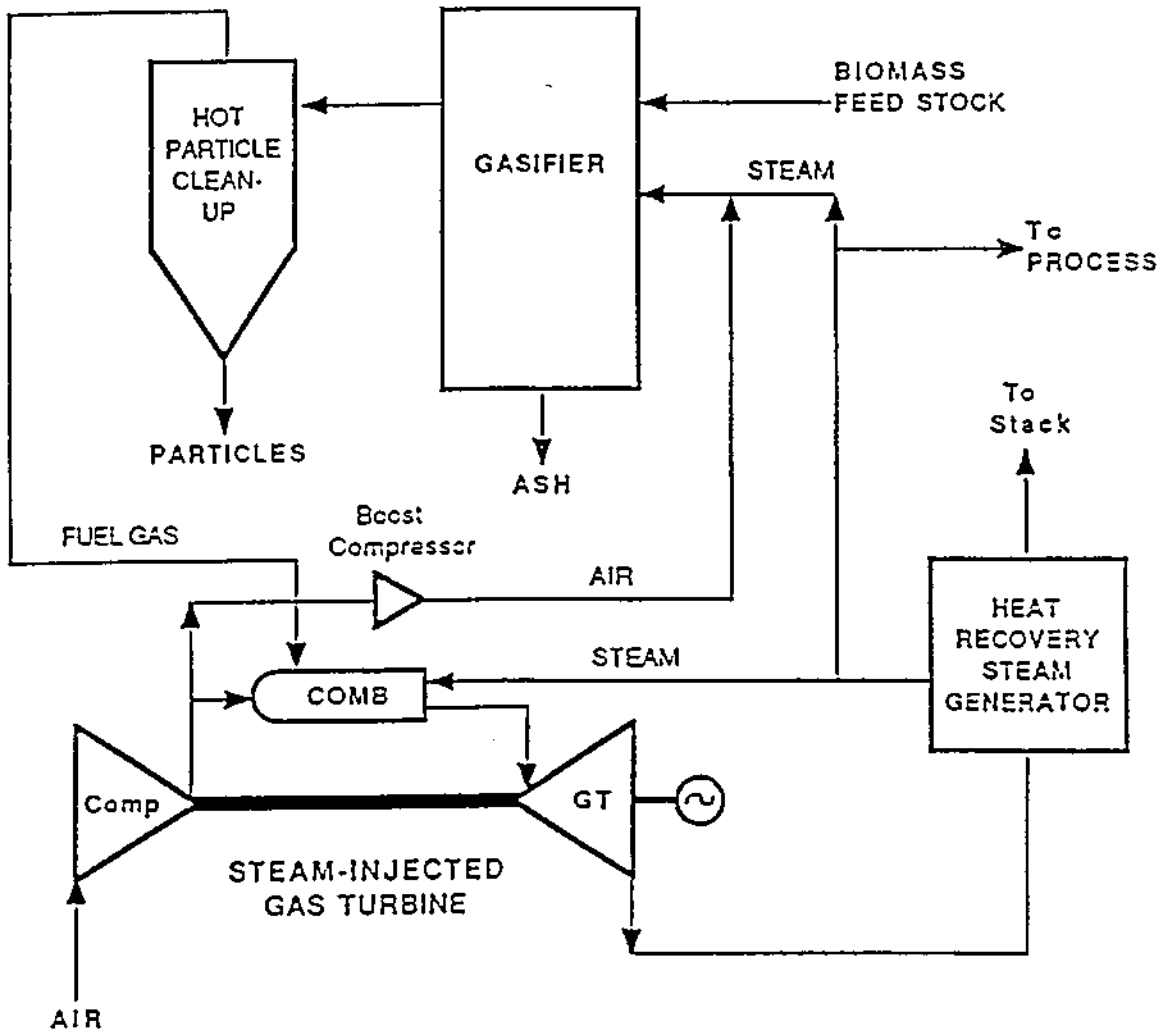 HOT
PARTICLE
CLEAN-
UP
GASIFIER
BIOMASS
FEED STOCK
STEAM
To
PROCESS
To
Stack
PARTICLES
ASH
FUEL GAS
Boost
Compressor
AIR
HEAT
RECOVERY
STEAM
GENERATOR
STEAM
COMB
Comp
GT
STEAM-INJECTED
GAS TURBINE
AIR